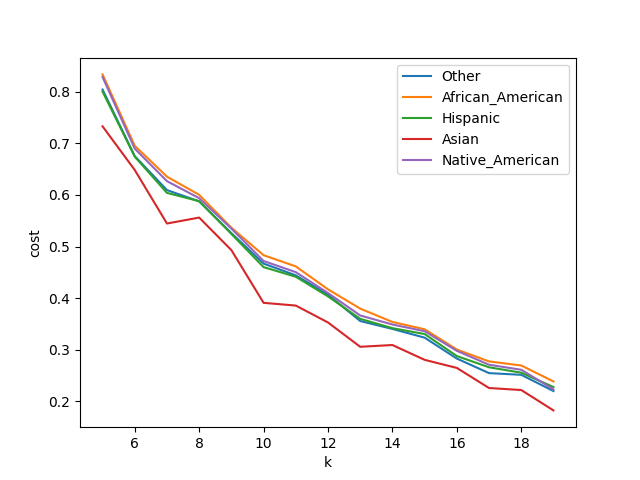 Other
African_American
Hispanic
Asian
Native_American
0.8
0.7
0.6
0.5
0.4
0.3
0.2
cost
6 8 10 12 14 16 18
k